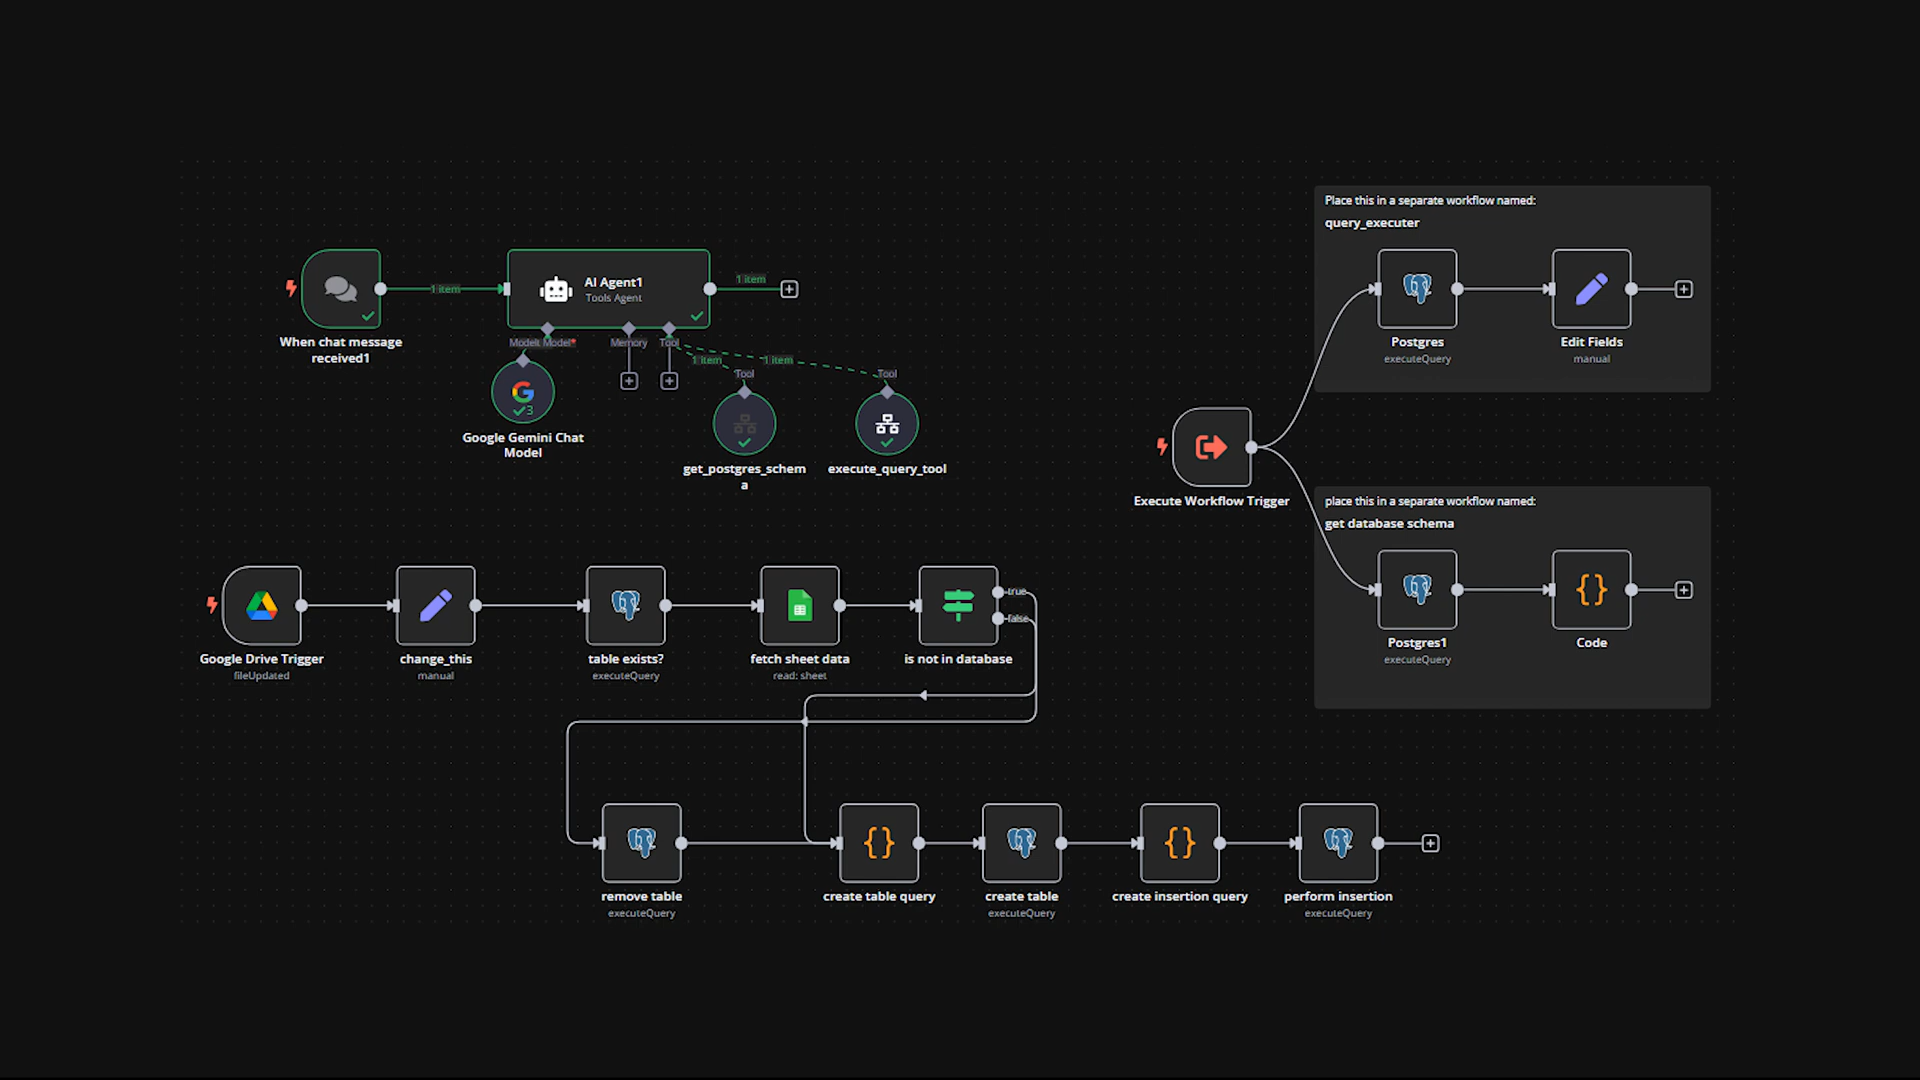 Place this in a separate workflow named:
query_executer
When chat message
received1
1 item
AI Agent1
Tools Agent
1 item
Model
Model*
Memory
Tool
1 item
1 item
Tool
Tool
3
Google Gemini Chat
Model
get_postgres_schem
a
execute_query_tool
Postgres
executeQuery
Edit Fields
manual
Execute Workflow Trigger
place this in a separate workflow named:
get database schema
Postgres1
executeQuery
Code
Google Drive Trigger
fileUpdated
change_this
manual
table exists?
executeQuery
fetch sheet data
read: sheet
is not in database
true
false
remove table
executeQuery
create table query
create table
executeQuery
create insertion query
perform insertion
executeQuery